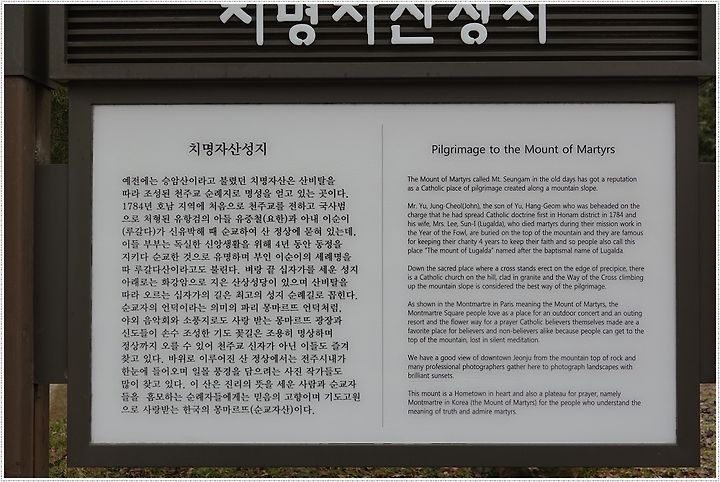 치명자산성지
치명자산성지
예전에는 승암산이라고 불렸던 치명자산은 산비탈을
따라 조성된 천주교 순례지로 명성을 얻고 있는 곳이다.
1784년 호남 지역에 처음으로 천주교를 전하고 국사범
으로 처형된 유항검의 아들 유중철(요한)과 아내 이순이
(루갈다)가 신유박해 때 순교하여 산 정상에 묻혀 있는데,
이들 부부는 독실한 신앙생활을 위해 4년 동안 동정을
지키다 순교한 것으로 유명하며 부인 이순이의 세례명을
따 루갈다산이라고도 불린다. 벼랑 끝 십자가를 세운 성지
아래로는 화강암으로 지은 산상성당이 있으며 산비탈을
따라 오르는 십자가의 길은 최고의 성지 순례길로 꼽힌다.
순교자의 언덕이라는 의미의 파리 몽마르뜨 언덕처럼,
야외 음악회와 소풍지로도 사랑 받는 몽마르뜨 광장과
신도들이 손수 조성한 기도 꽃길은 조용히 명상하며
정상까지 오를 수 있어 천주교 신자가 아닌 이들도 즐겨
찾고 있다. 바위로 이루어진 산 정상에서는 전주시내가
한눈에 들어오며 일몰 풍경을 담으려는 사진 작가들도
많이 찾고 있다. 이 산은 진리의 뜻을 세운 사람과 순교자
들을 흠모하는 순례자들에게는 믿음의 고향이며 기도고원
으로 사랑받는 한국의 몽마르뜨(순교자산)이다.
Pilgrimage to the Mount of Martyrs
The Mount of Martyrs called Mt. Seungam in the old days has got a reputation
as a Catholic place of pilgrimage created along a mountain slope.
Mr. Yu, Jung-Cheol(John), the son of Yu, Hang-Geom who was beheaded on the
charge that he had spread Catholic doctrine first in Honam district in 1784 and
his wife, Mrs. Lee, Sun-I (Lugalda), who died martyrs during their mission work in
the Year of the Fowl, are buried on the top of the mountain and they are famous
for keeping their charity 4 years to keep their faith and so people also call this
place "The mount of Lugalda" named after the baptismal name of Lugalda.
Down the sacred place where a cross stands erect on the edge of precipice, there
is a Catholic church on the hill, clad in granite and the Way of the Cross climbing
up the mountain slope is considered the best way of the pilgrimage.
As shown in the Montmartre in Paris meaning the Mount of Martyrs, the
Montmartre Square people love as a place for an outdoor concert and an outing
resort and the flower way for a prayer Catholic believers themselves made are a
favorite place for believers and non-believers alike because people can get to the
top of the mountain, lost in silent meditation.
We have a good view of downtown Jeonju from the mountain top of rock and
many professional photographers gather here to photograph landscapes with
brilliant sunsets.
This mount is a Hometown in heart and also a plateau for prayer, namely
Montmartre in Korea (the Mount of Martyrs) for the people who understand the
meaning of truth and admire martyrs.